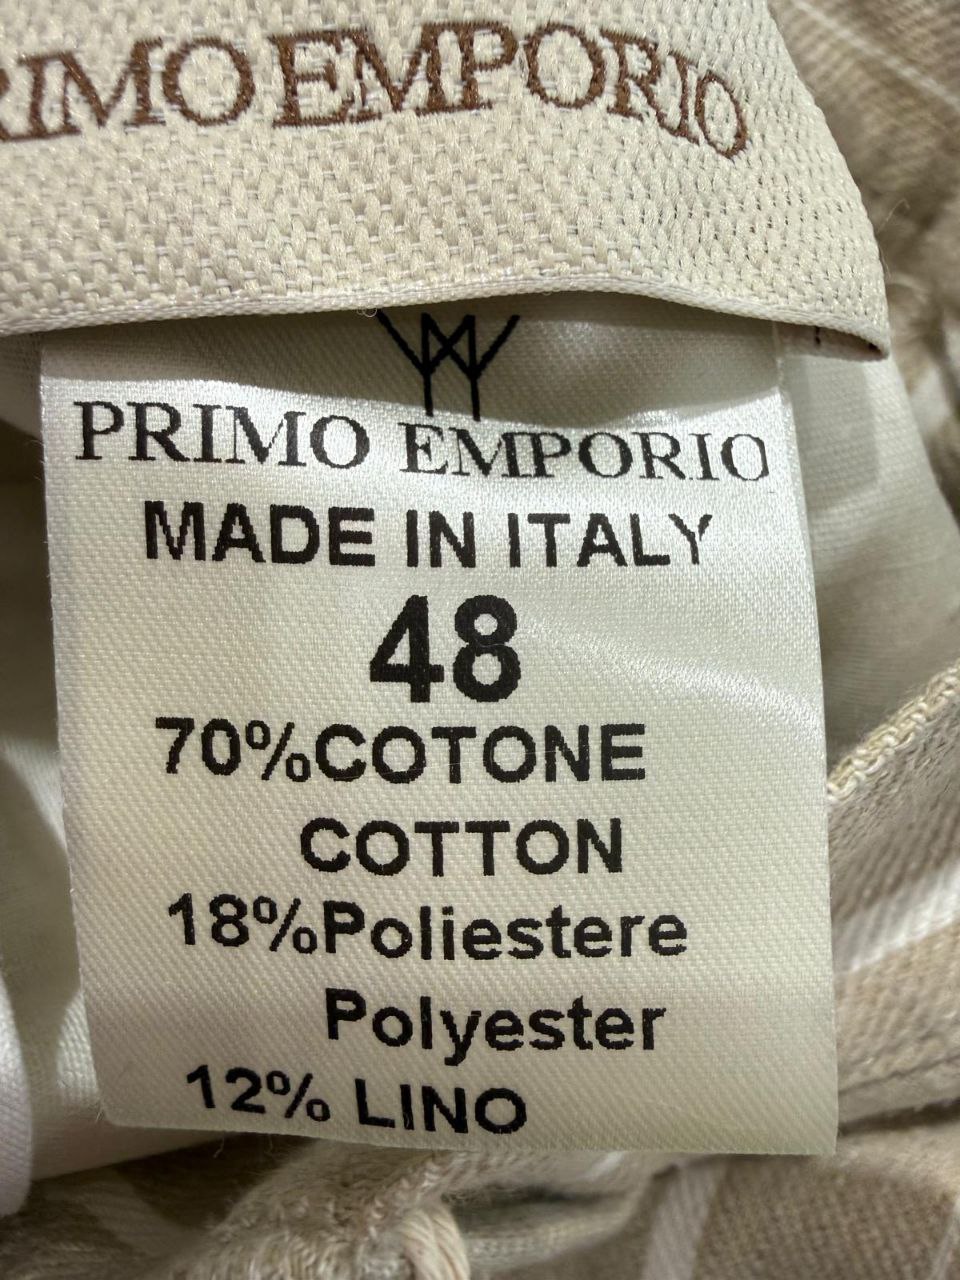 RIMO EMPORIO
PRIMO EMPORIO
MADE IN ITALY
48
70%COTONE
COTTON
18%Poliestere
Polyester
12% LINO